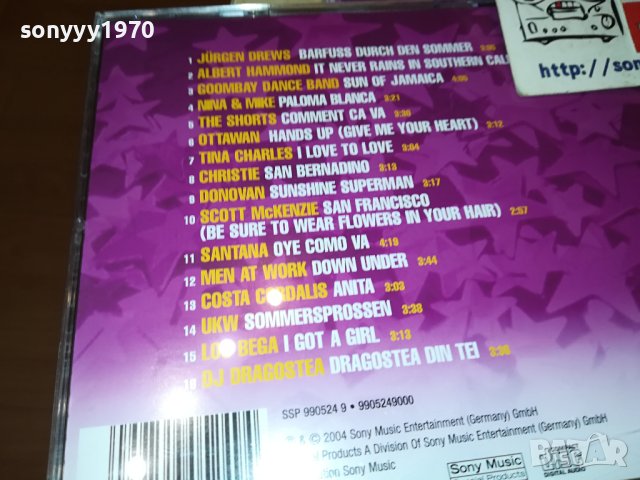 sonyyy1970
http://son
1 JÜRGEN DREWS BARFUSS DURCH DEN SOMMER
2 ALBERT HAMMOND IT NEVER RAINS IN SOUTHERN
3 GOOMBAY DANCE BAND SUN OF JAMAICA
4 NINA & MIKE PALOMA BLANCA 3:21
5 THE SHORTS COMMENT CA VA
6 OTTAWAN HANDS UP (GIVE ME YOUR HEART) 3:12
7 TINA CHARLES I LOVE TO LOVE
8 CHRISTIE SAN BERNADINO 3:13
9 DONOVAN SUNSHINE SUPERMAN 3:17
10 SCOTT McKENZIE SAN FRANCISCO
(BE SURE TO WEAR FLOWERS IN YOUR HAIR) 2:57
11 SANTANA OYE COMO VA 4:19
12 MEN AT WORK DOWN UNDER 3:44
13 COSTA CORDALIS ANITA 3:03
14 UKW SOMMERSPROSSEN 3:38
15 LOU BEGA I GOT A GIRL 3:13
16 DJ DRAGOSTEA DRAGOSTEA DIN TEI
SSP 990524 9 • 9905249000
℗ & © 2004 Sony Music Entertainment (Germany) GmbH
Products A Division Of Sony Music Entertainment (Germany) GmbH
Sony Music
Sony Music
DIGITAL AUDIO
bazar.bg